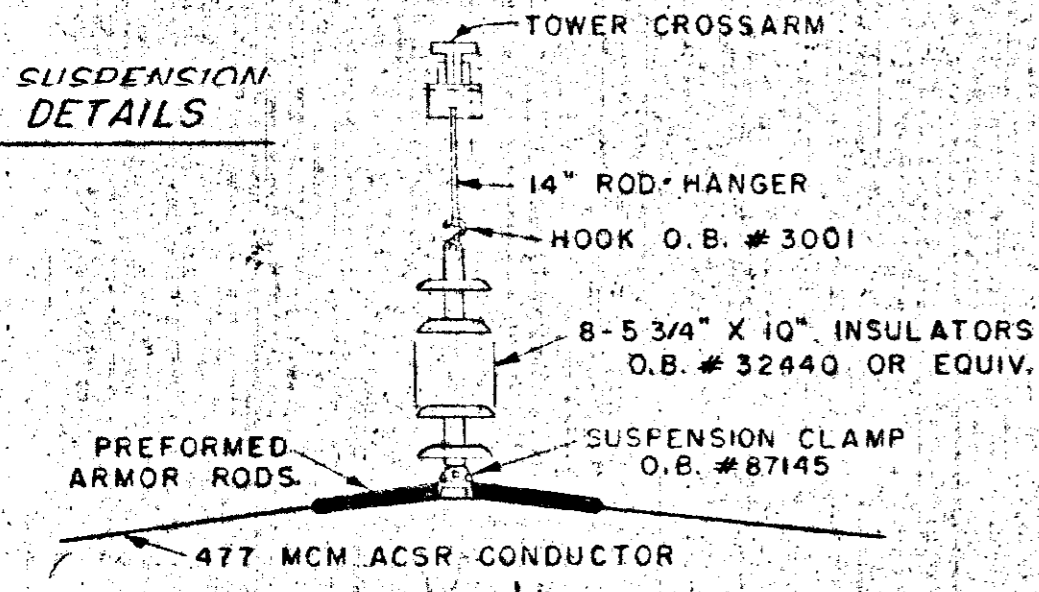 SUSPENSION
DETAILS
TOWER CROSSARM
14" ROD HANGER
HOOK O.B. # 3001
8-5 3/4" X 10" INSULATORS
O.B. # 32440 OR EQUIV.
PREFORMED
ARMOR RODS
SUSPENSION CLAMP
O.B. # 87145
477 MCM ACSR CONDUCTOR